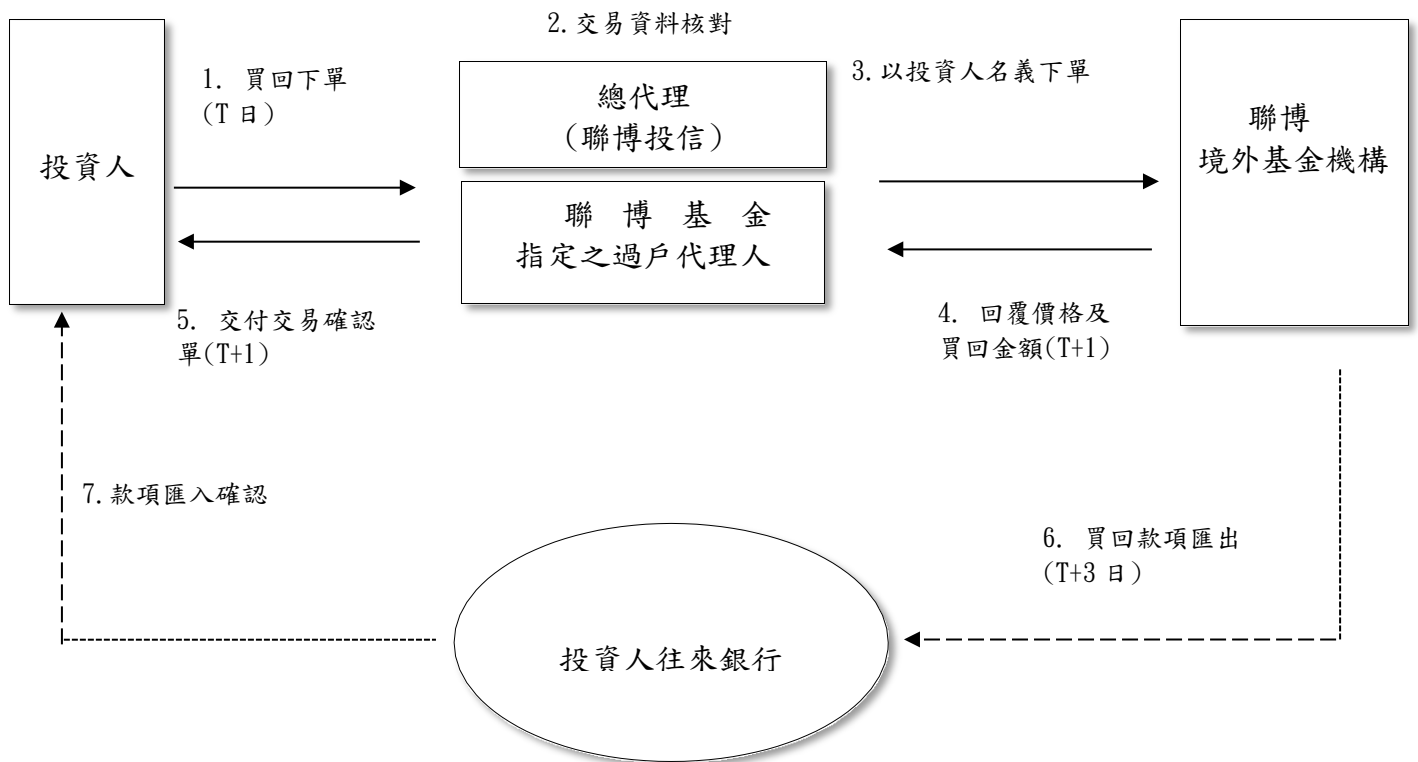 2.交易資料核對
1. 買回下單
(T 日)
3.以投資人名義下單
總代理
(聯博投信)
投資人
聯博
境外基金機構
聯 博 基 金
指定之過戶代理人
5. 交付交易確認
單(T+1)
4. 回覆價格及
買回金額(T+1)
7.款項匯入確認
6. 買回款項匯出
(T+3 日)
投資人往來銀行